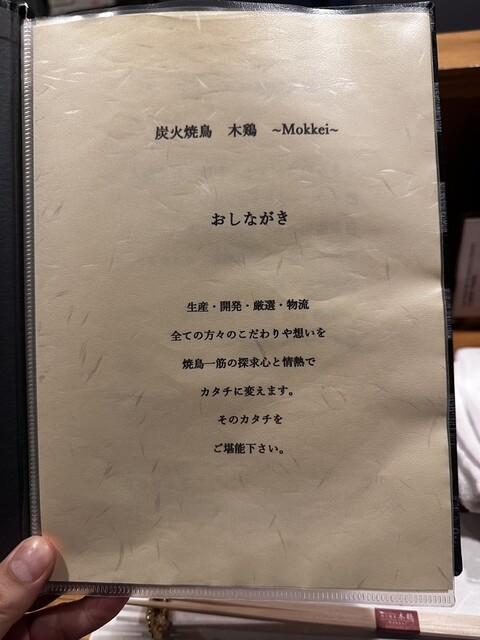 炭火焼鳥　木鶏　~Mokkei~
おしながき
生産・開発・厳選・物流
全ての方々のこだわりや想いを
焼鳥一筋の探求心と情熱で
カタチに変えます。
そのカタチを
ご堪能下さい。
木鶏